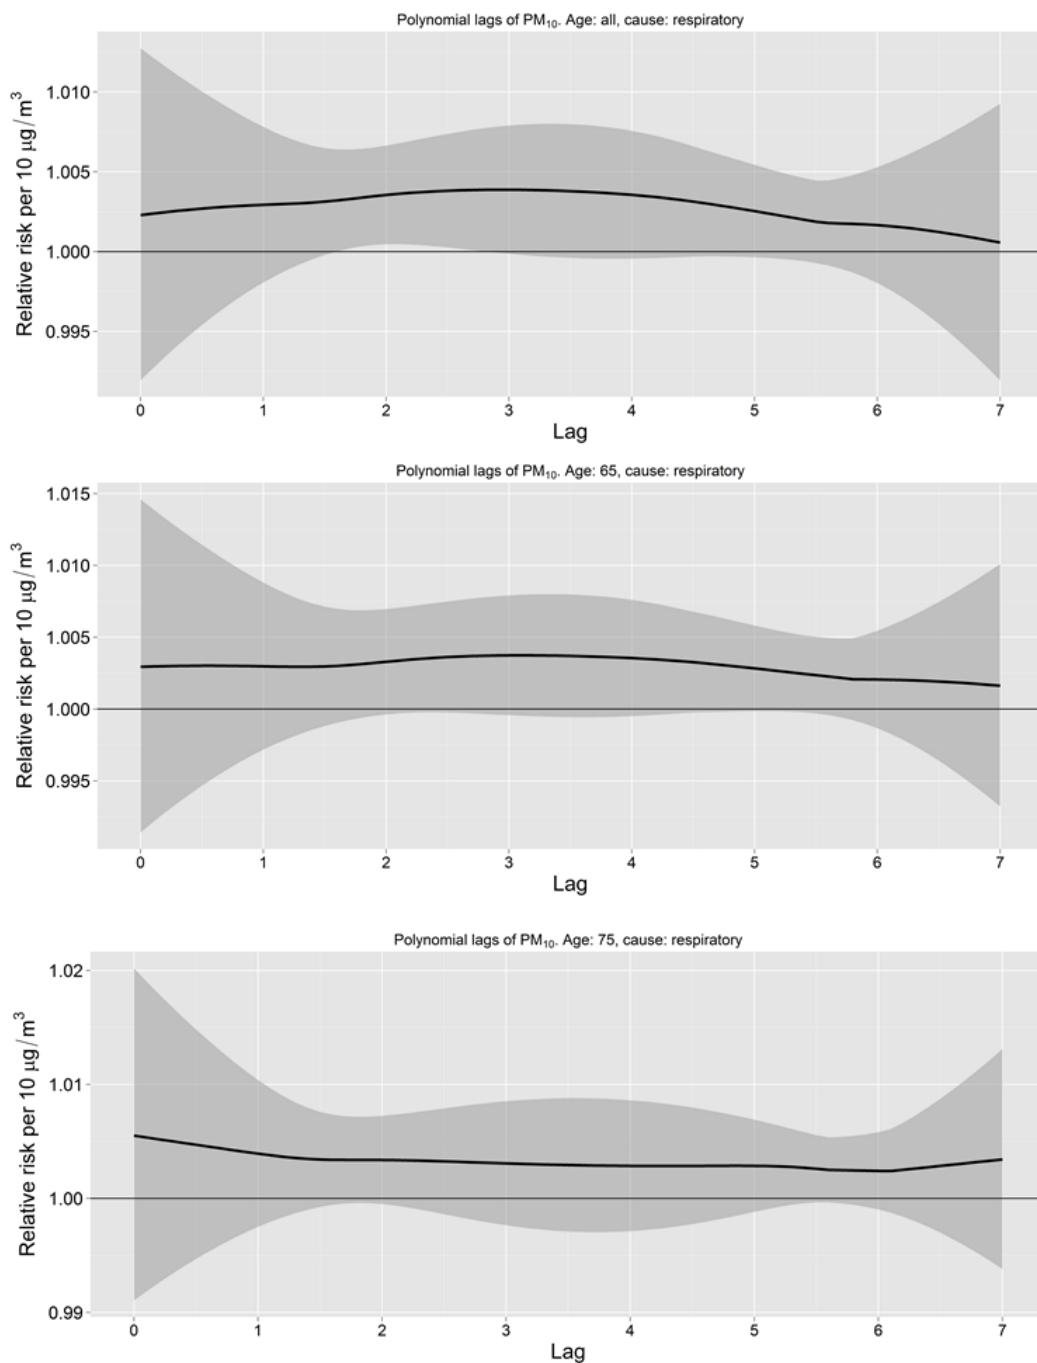 Polynomial lags of PM₁₀. Age: all, cause: respiratory
Relative risk per 10 μg/m³
1.010
1.005
1.000
0.995
0 1 2 3 4 5 6 7
Lag
Polynomial lags of PM₁₀. Age: 65, cause: respiratory
Relative risk per 10 μg/m³
1.015
1.010
1.005
1.000
0.995
0 1 2 3 4 5 6 7
Lag
Polynomial lags of PM₁₀. Age: 75, cause: respiratory
Relative risk per 10 μg/m³
1.02
1.01
1.00
0.99
0 1 2 3 4 5 6 7
Lag